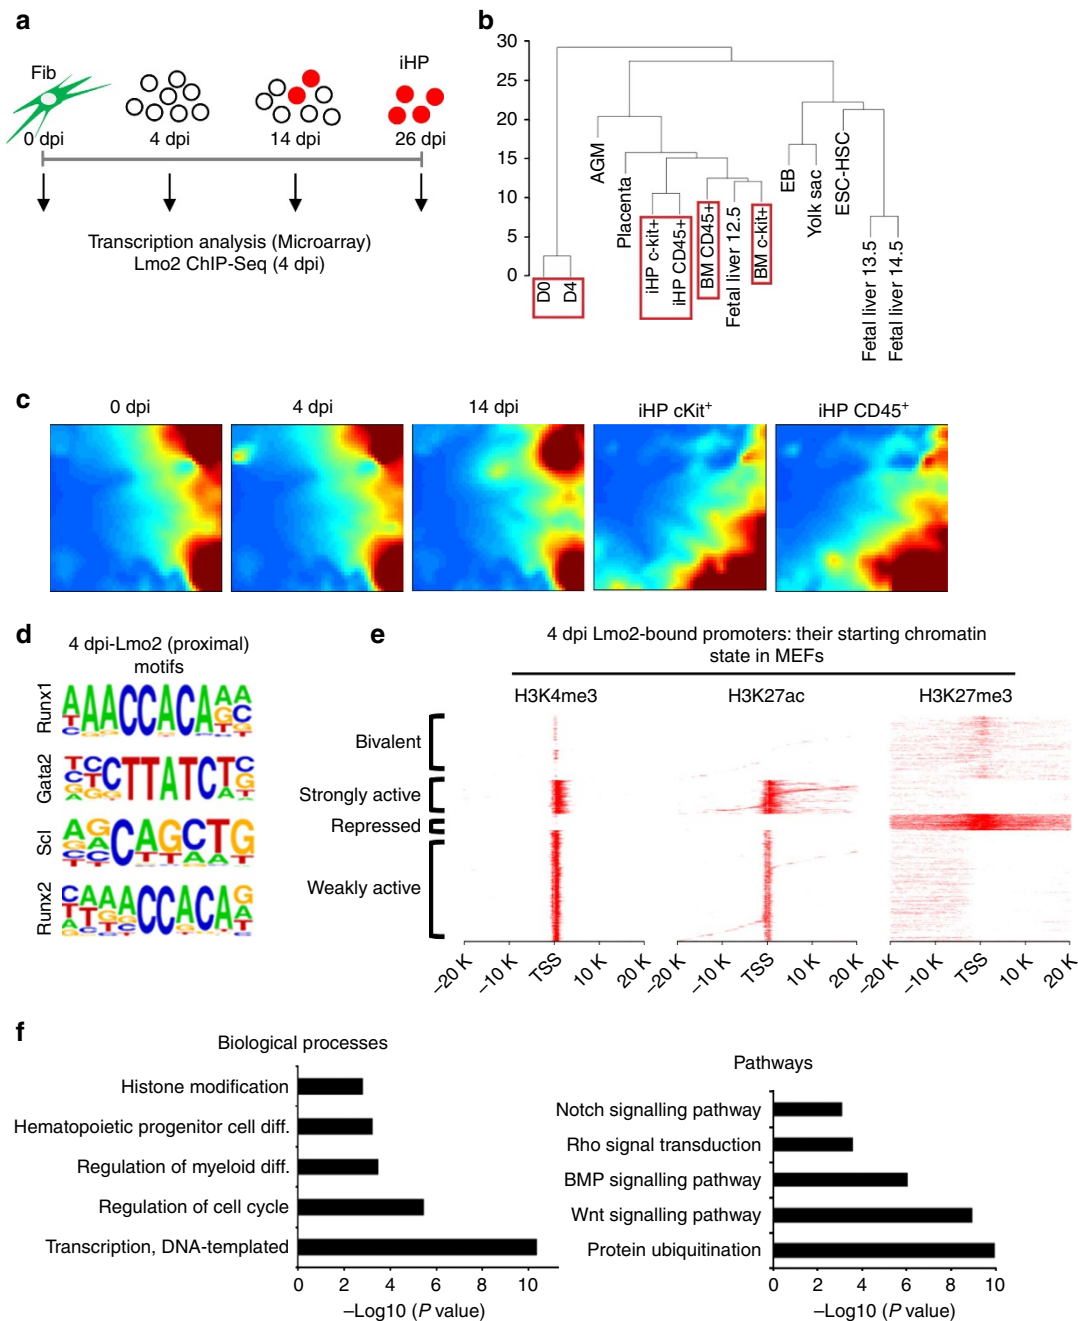 a
Fib
iHP
0 dpi
4 dpi
14 dpi
26 dpi
Transcription analysis (Microarray)
Lmo2 ChIP-Seq (4 dpi)
b
30
25
20
15
10
5
0
D0
D4
AGM
Placenta
iHP c-kit+
iHP CD45+
BM CD45+
Fetal liver 12.5
BM c-kit+
EB
Yolk sac
ESC-HSC
Fetal liver 13.5
Fetal liver 14.5
c
0 dpi
4 dpi
14 dpi
iHP cKit+
iHP CD45+
d
4 dpi-Lmo2 (proximal)
motifs
Runx1
Gata2
Scl
Runx2
e
4 dpi Lmo2-bound promoters: their starting chromatin
state in MEFs
H3K4me3
H3K27ac
H3K27me3
Bivalent
Strongly active
Repressed
Weakly active
–20 K
–10 K
TSS
10 K
20 K
–20 K
–10 K
TSS
10 K
20 K
–20 K
–10 K
TSS
10 K
20 K
f
Biological processes
Histone modification
Hematopoietic progenitor cell diff.
Regulation of myeloid diff.
Regulation of cell cycle
Transcription, DNA-templated
0 2 4 6 8 10
–Log10 (P value)
Pathways
Notch signalling pathway
Rho signal transduction
BMP signalling pathway
Wnt signalling pathway
Protein ubiquitination
0 2 4 6 8 10
–Log10 (P value)